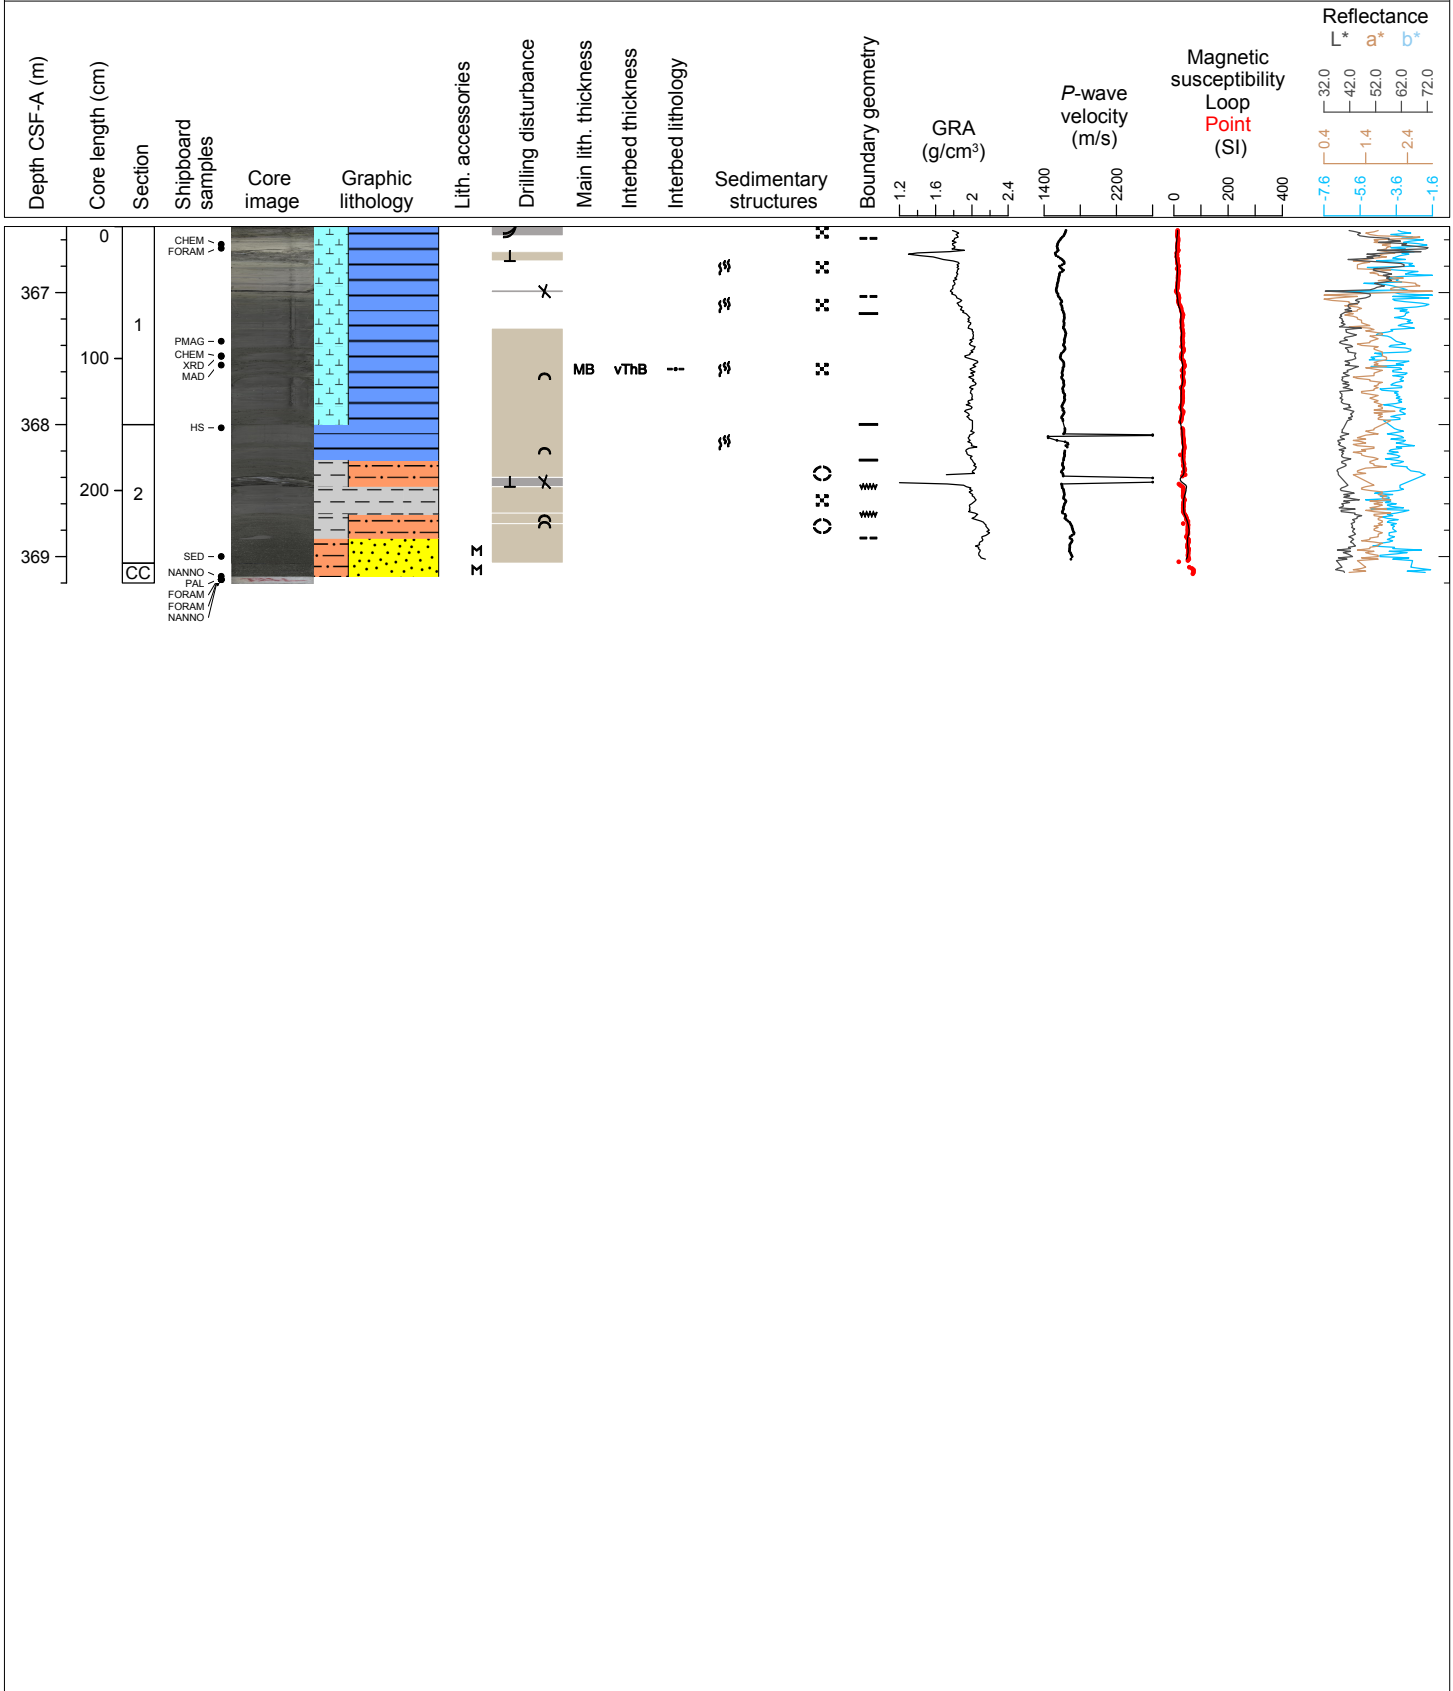 Depth CSF-A (m)
Core length (cm)
Section
Shipboard
samples
Core
image
Graphic
lithology
Lith. accessories
Drilling disturbance
Main lith. thickness
Interbed thickness
Interbed lithology
Sedimentary
structures
Boundary geometry
GRA
(g/cm³)
1.2 1.6 2 2.4
P-wave
velocity
(m/s)
1400 2200
Magnetic
susceptibility
Loop
Point
(SI)
0 200 400
Reflectance
L* a* b*
32.0 42.0 52.0 62.0 72.0
0.4 1.4 2.4
-7.6 -5.6 -3.6 -1.6
0
CHEM
FORAM
367
1
PMAG
100
CHEM
XRD
MAD
MB vThB
368
HS
200
2
369
SED
M
CC
NANNO
M
PAL
FORAM
FORAM
NANNO